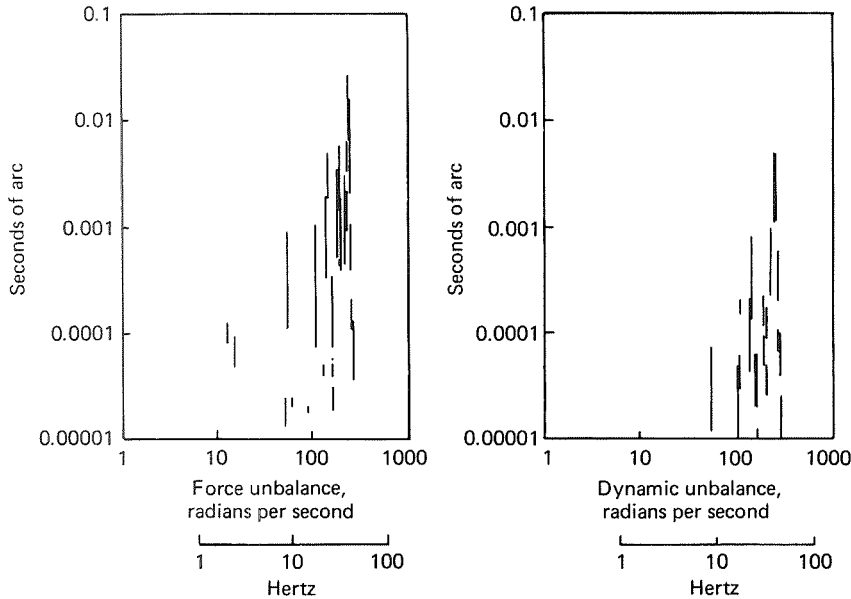 0.1
0.01
0.001
0.0001
0.00001
Seconds of arc
1 10 100 1000
Force unbalance,
radians per second
1 10 100
Hertz
0.1
0.01
0.001
0.0001
0.00001
Seconds of arc
1 10 100 1000
Dynamic unbalance,
radians per second
1 10 100
Hertz